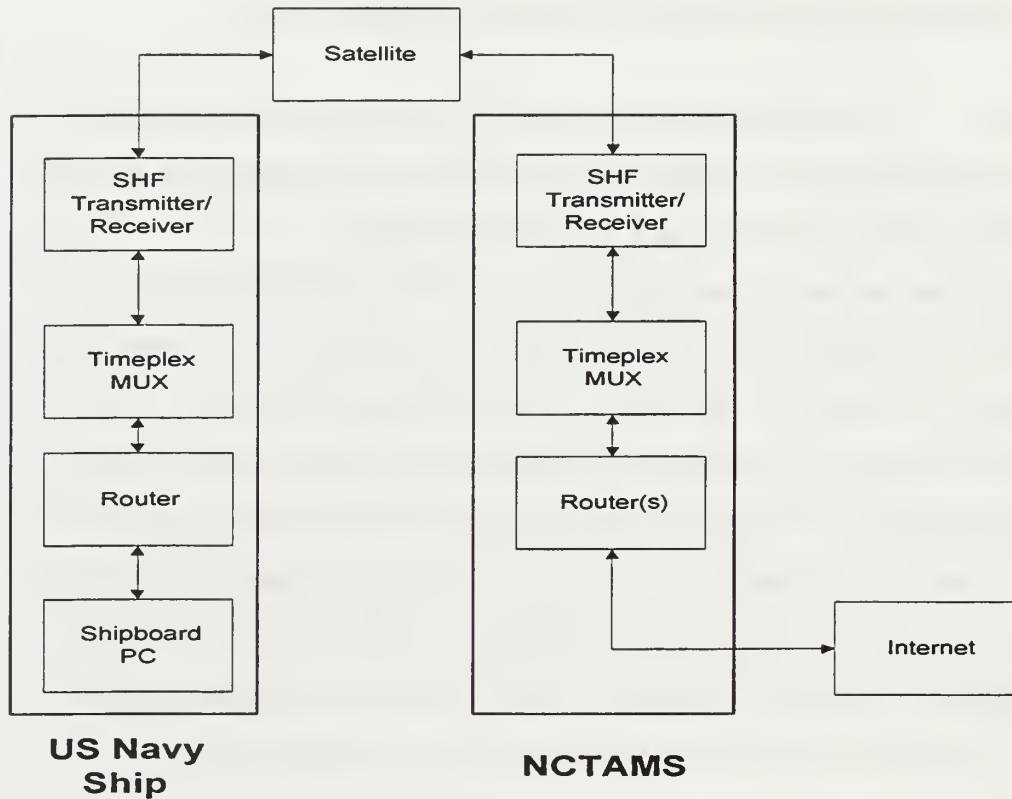 Satellite
SHF
Transmitter/
Receiver
Timeplex
MUX
Router
Shipboard
PC
US Navy
Ship
SHF
Transmitter/
Receiver
Timeplex
MUX
Router(s)
NCTAMS
Internet